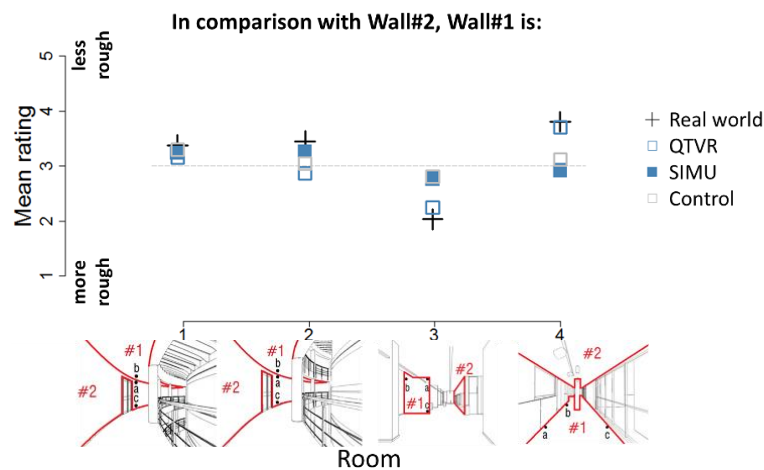 In comparison with Wall#2, Wall#1 is:
less
rough
5
4
3
2
1
more
rough
Mean rating
Real world
QTVR
SIMU
Control
1
2
3
4
#1
b
a
c
#2
#1
b
a
c
#2
#2
b
a
#1
#2
b
#1
a
c
Room